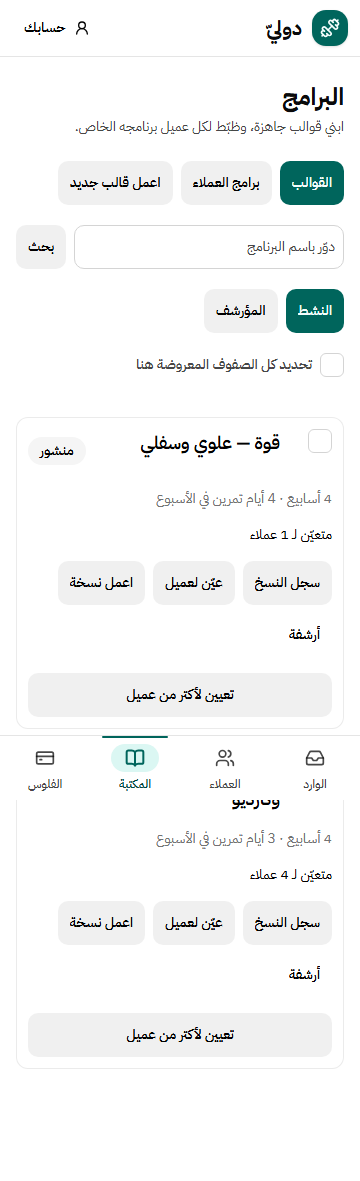 دوليّ
حسابك
البرامج
ابني قوالب جاهزة، وظبّط لكل عميل برنامجه الخاص.
القوالب
برامج العملاء
اعمل قالب جديد
دوّر باسم البرنامج
بحث
النشط
المؤرشف
تحديد كل الصفوف المعروضة هنا
قوة — علوي وسفلي
منشور
4 أسابيع · 4 أيام تمرين في الأسبوع
متعيّن لـ 1 عملاء
سجل النسخ
عيّن لعميل
اعمل نسخة
أرشفة
تعيين لأكتر من عميل
الوارد
العملاء
المكتبة
الفلوس
4 أسابيع · 3 أيام تمرين في الأسبوع
متعيّن لـ 4 عملاء
سجل النسخ
عيّن لعميل
اعمل نسخة
أرشفة
تعيين لأكتر من عميل